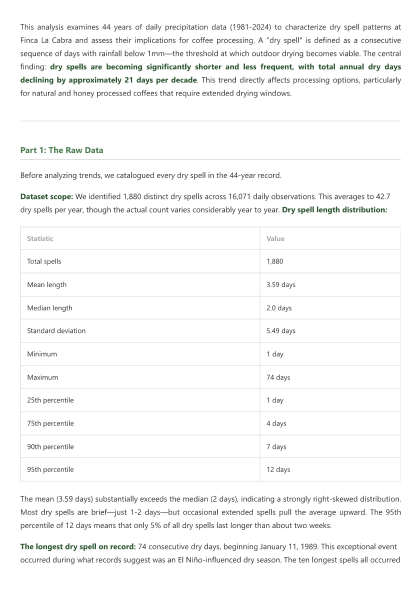 This analysis examines 44 years of daily precipitation data (1981-2024) to characterize dry spell patterns at
Finca La Cabra and assess their implications for coffee processing. A "dry spell" is defined as a consecutive
sequence of days with rainfall below 1mm—the threshold at which outdoor drying becomes viable. The central
finding: dry spells are becoming significantly shorter and less frequent, with total annual dry days
declining by approximately 21 days per decade. This trend directly affects processing options, particularly
for natural and honey processed coffees that require extended drying windows.
Part 1: The Raw Data
Before analyzing trends, we catalogued every dry spell in the 44-year record.
Dataset scope: We identified 1,880 distinct dry spells across 16,071 daily observations. This averages to 42.7
dry spells per year, though the actual count varies considerably year to year. Dry spell length distribution:
Statistic Value
Total spells 1,880
Mean length 3.59 days
Median length 2.0 days
Standard deviation 5.49 days
Minimum 1 day
Maximum 74 days
25th percentile 1 day
75th percentile 4 days
90th percentile 7 days
95th percentile 12 days
The mean (3.59 days) substantially exceeds the median (2 days), indicating a strongly right-skewed distribution.
Most dry spells are brief—just 1-2 days—but occasional extended spells pull the average upward. The 95th
percentile of 12 days means that only 5% of all dry spells last longer than about two weeks.
The longest dry spell on record: 74 consecutive dry days, beginning January 11, 1989. This exceptional event
occurred during what records suggest was an El Niño-influenced dry season. The ten longest spells all occurred